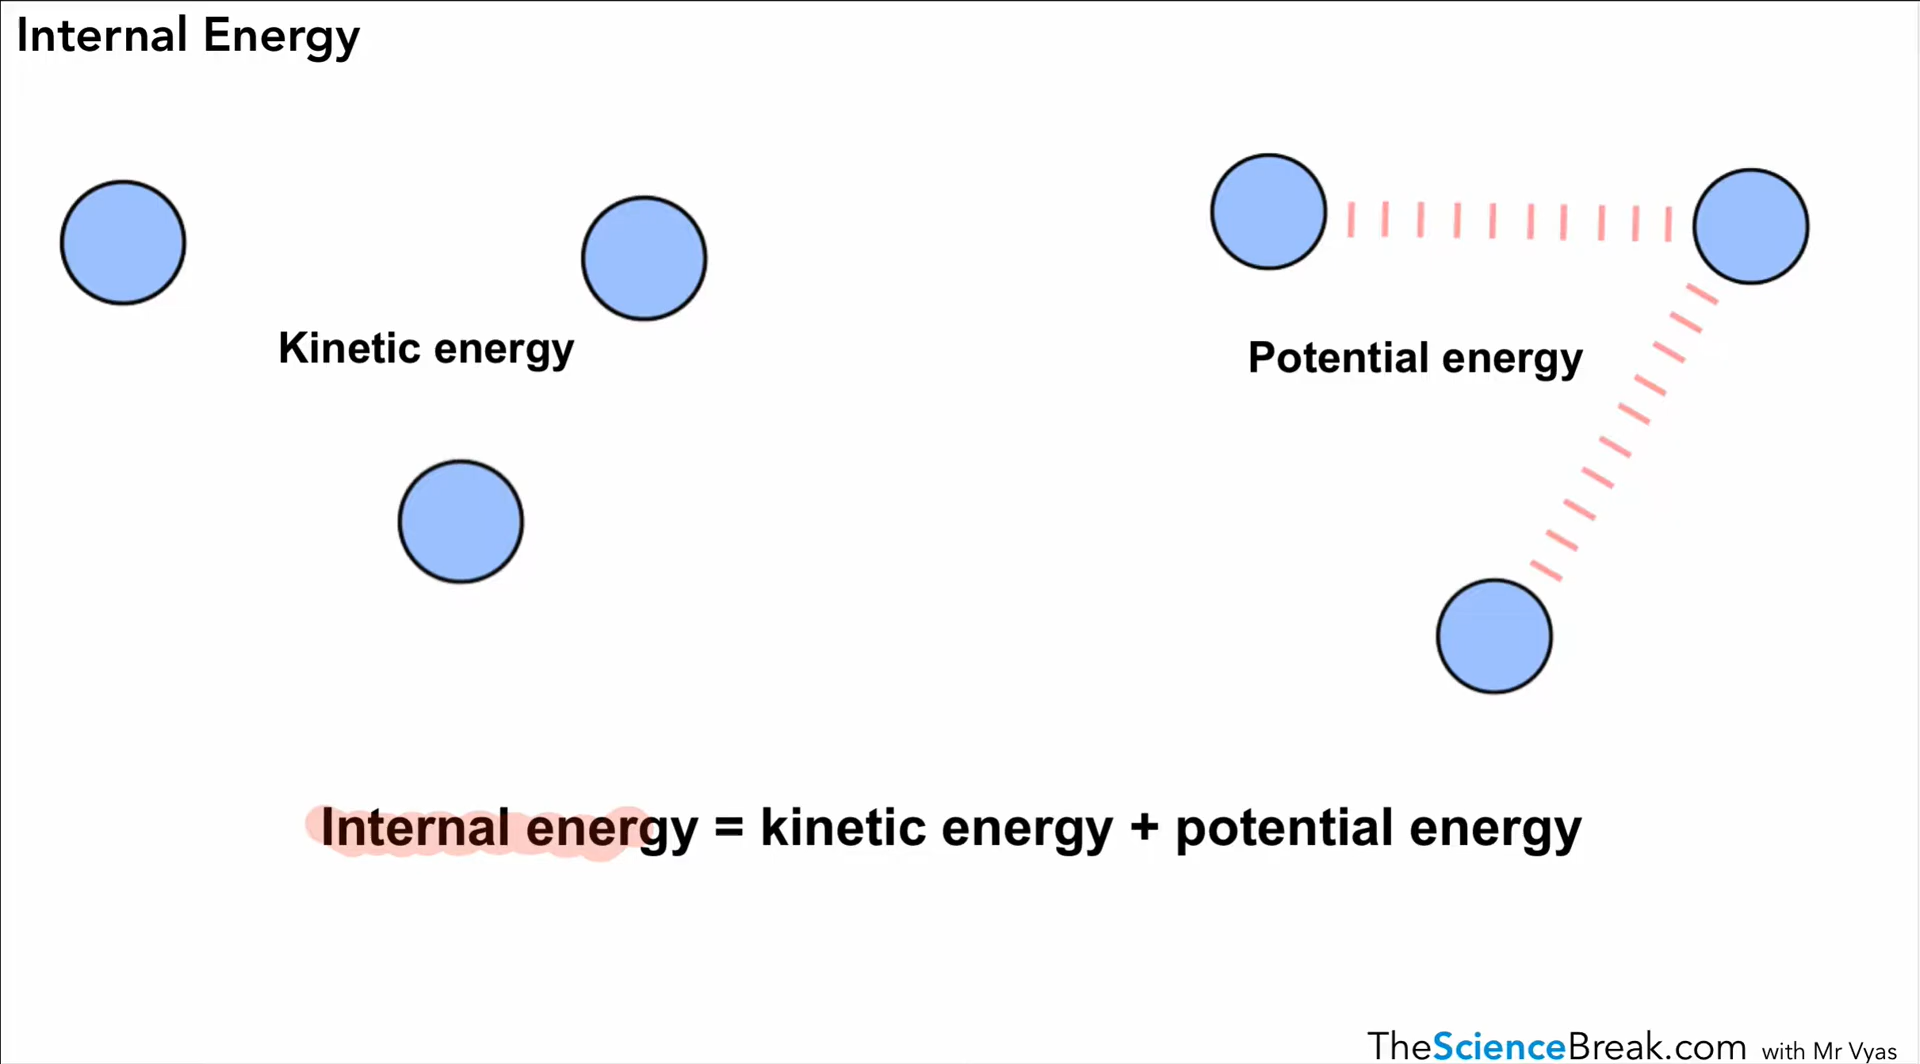 Internal Energy
Kinetic energy
Potential energy
Internal energy = kinetic energy + potential energy
TheScienceBreak.com with Mr Vyas